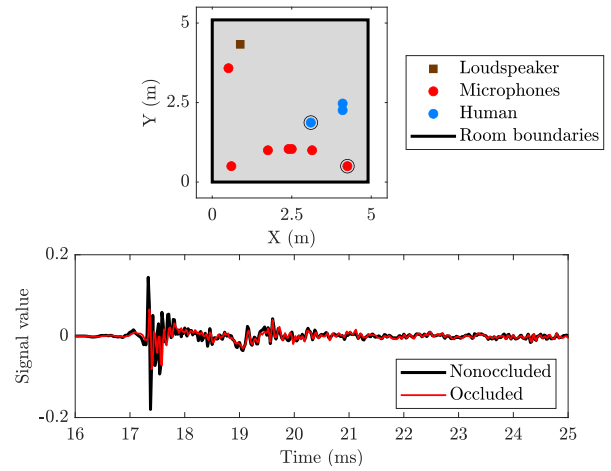 5
2.5
0
Y (m)
0
2.5
5
X (m)
Loudspeaker
Microphones
Human
Room boundaries
0.2
0
-0.2
Signal value
Nonoccluded
Occluded
16
17
18
19
20
21
22
23
24
25
Time (ms)